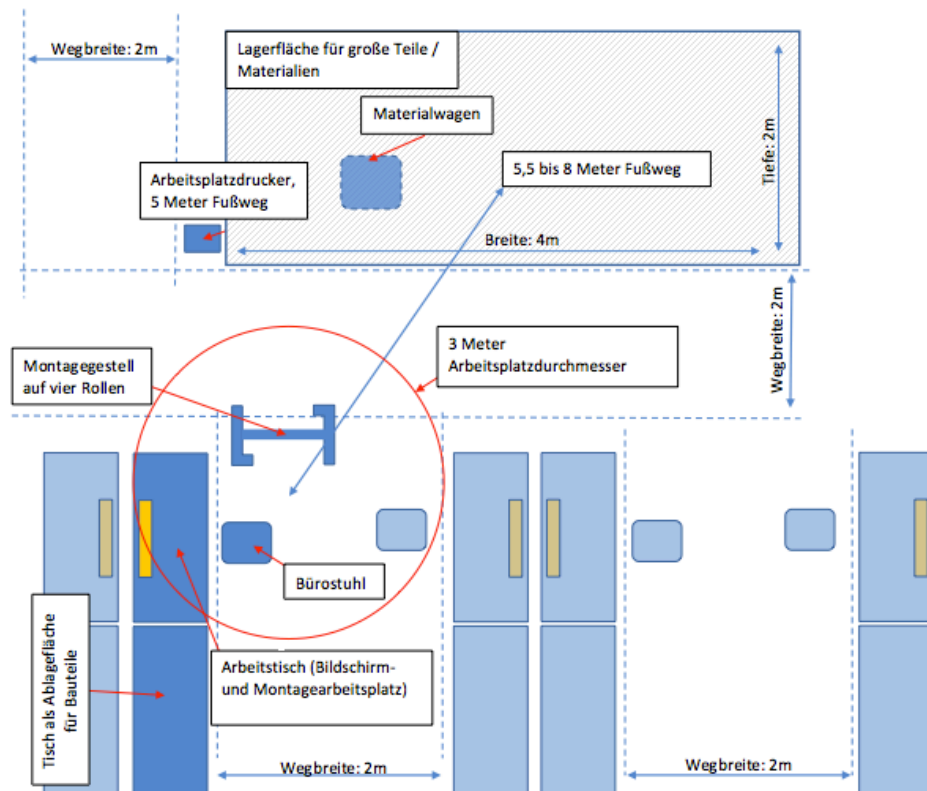 Wegbreite: 2m
Lagerfläche für große Teile /
Materialien
Materialwagen
Tiefe: 2m
Arbeitsplatzdrucker,
5 Meter Fußweg
5,5 bis 8 Meter Fußweg
Breite: 4m
Wegbreite: 2m
Montagegestell
auf vier Rollen
3 Meter
Arbeitsplatzdurchmesser
Bürostuhl
Tisch als Ablagefläche
für Bauteile
Arbeitstisch (Bildschirm-
und Montagearbeitsplatz)
Wegbreite: 2m
Wegbreite: 2m